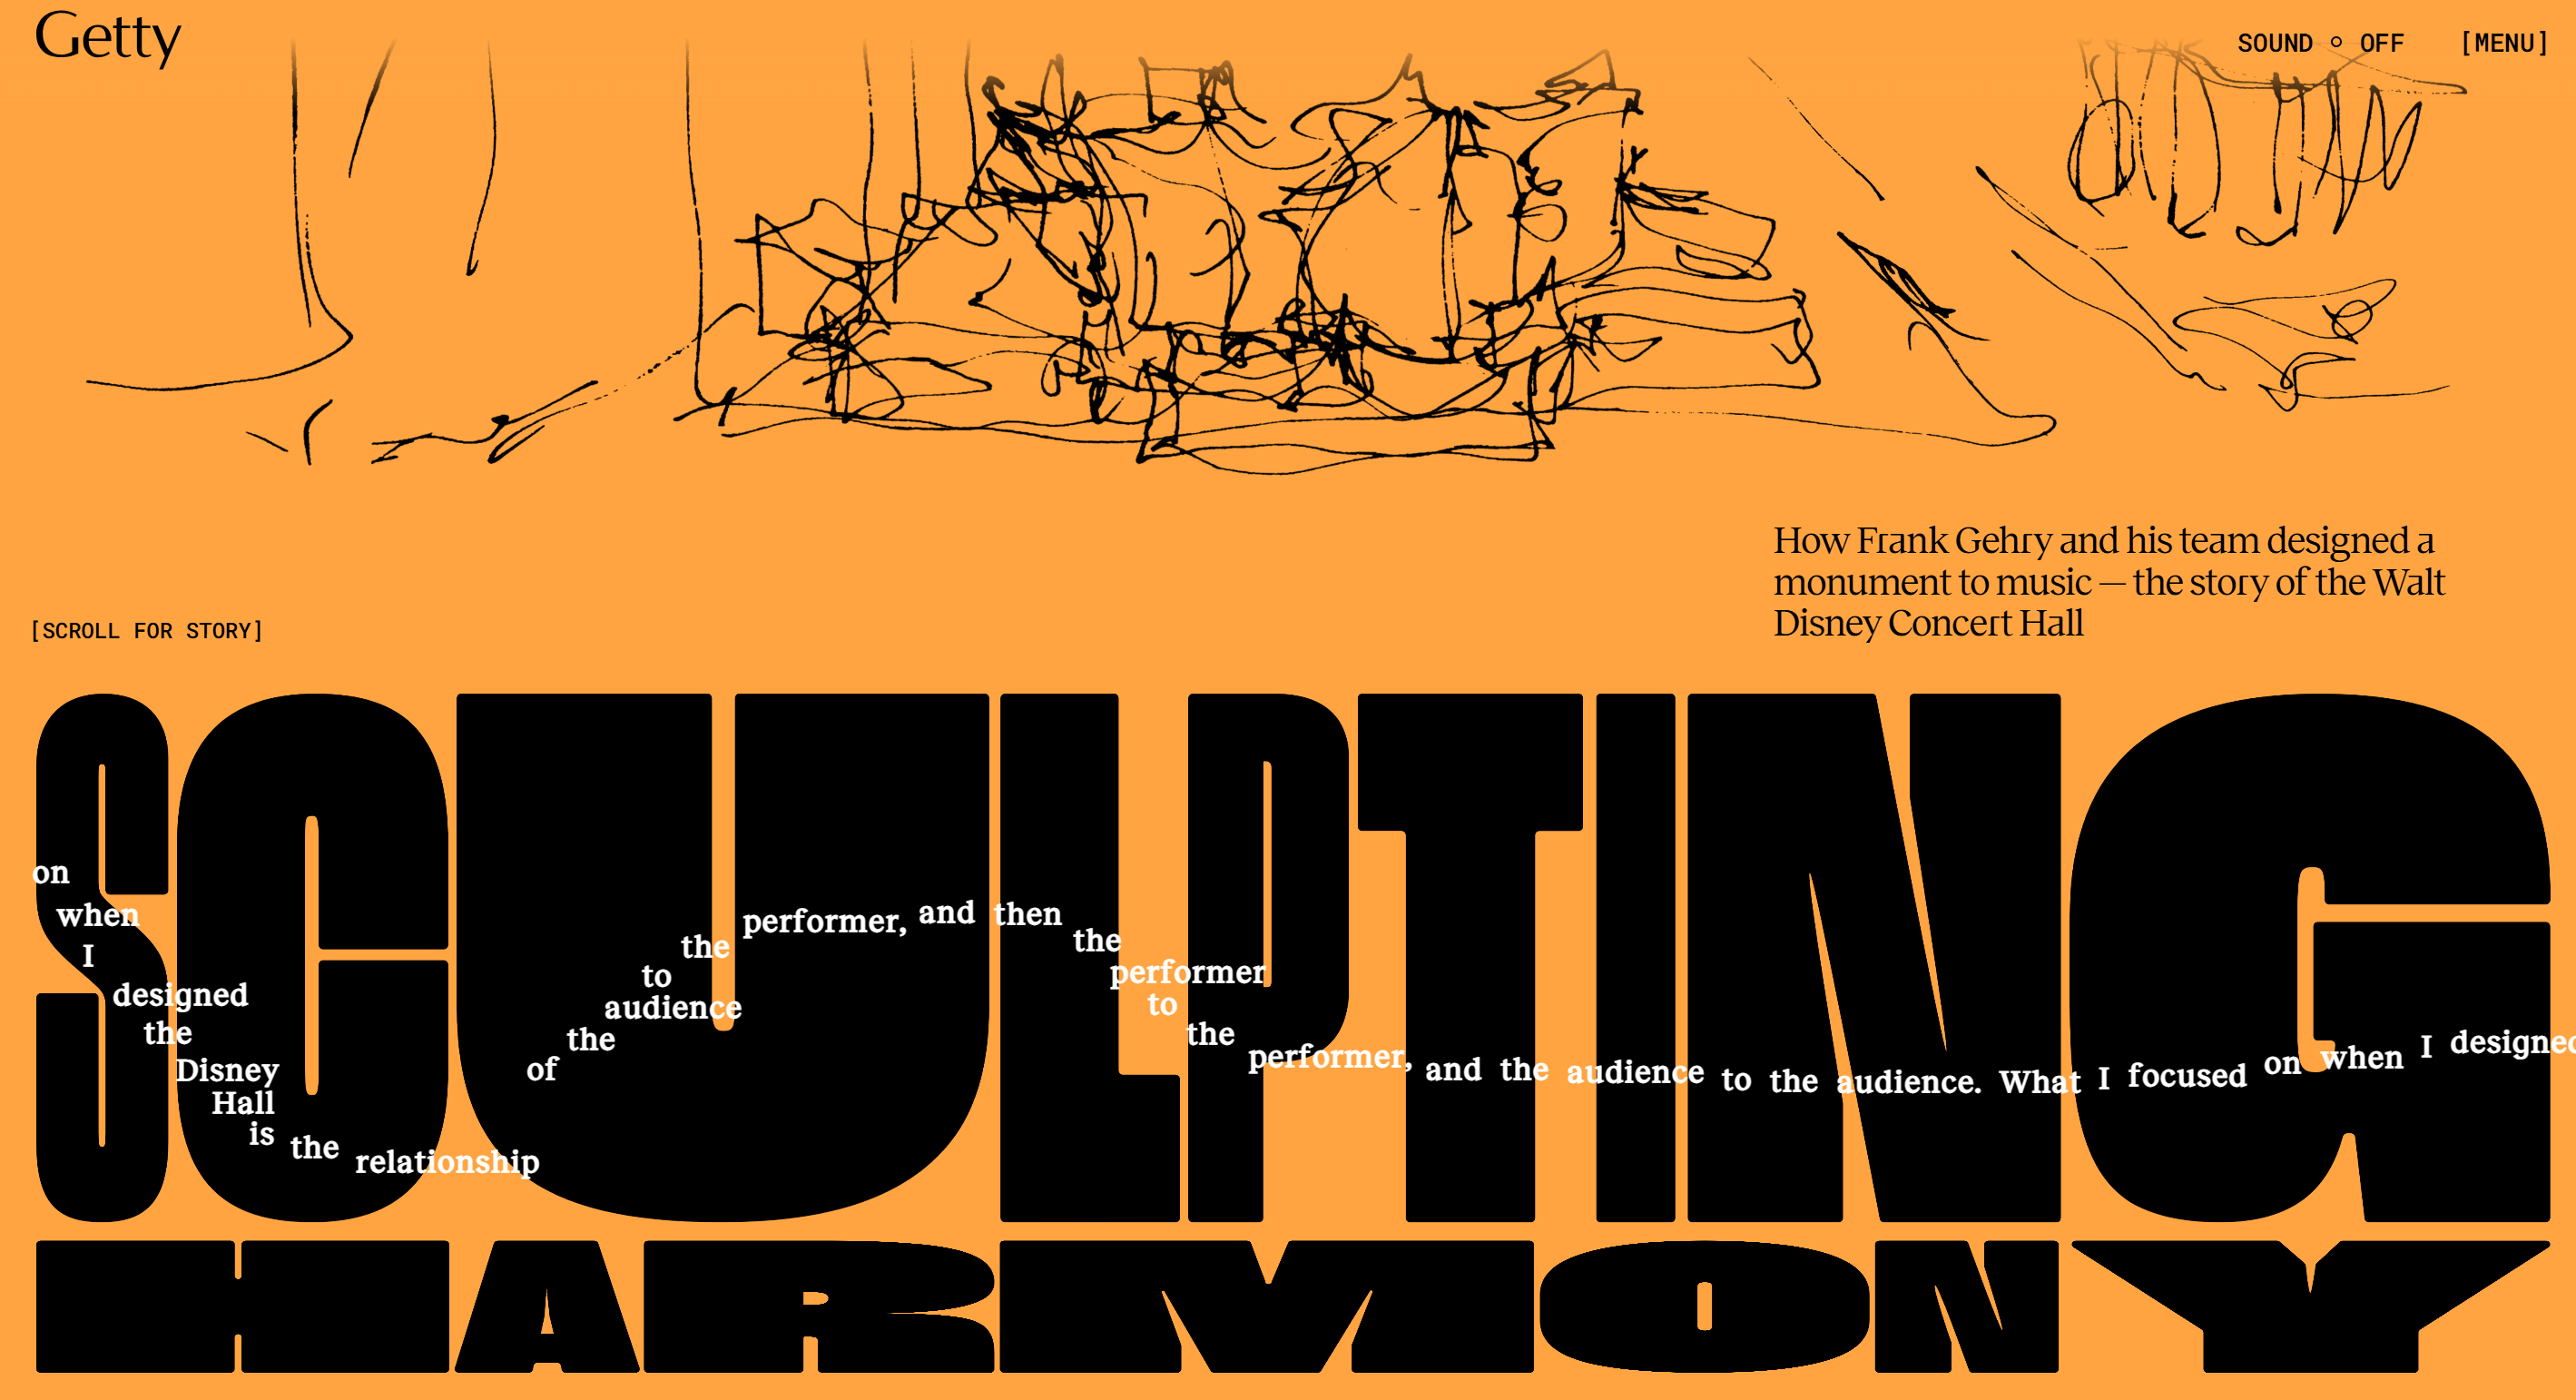 Getty
SOUND ⚬ OFF [MENU]
How Frank Gehry and his team designed a
monument to music — the story of the Walt
Disney Concert Hall
[SCROLL FOR STORY]
SCULPTING
on when I designed the Disney Hall is the relationship of the audience to the performer, and then the performer to the performer, and the audience to the audience. What I focused on when I designed
HARMONY